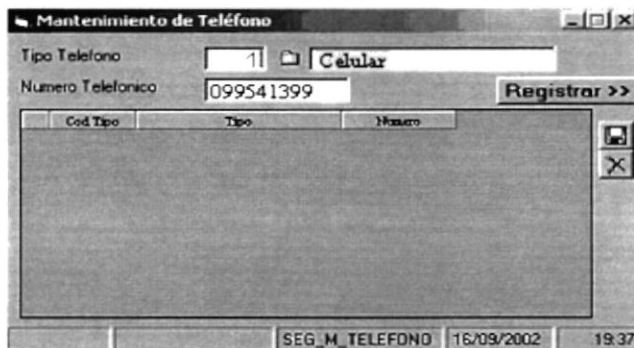 Mantenimiento de Teléfono
Tipo Telefono 1 Celular
Numero Telefonico 099541399 Registrar >>
Cod Tipo Tipo Numero
SEG_M_TELEFONO 16/09/2002 19:37